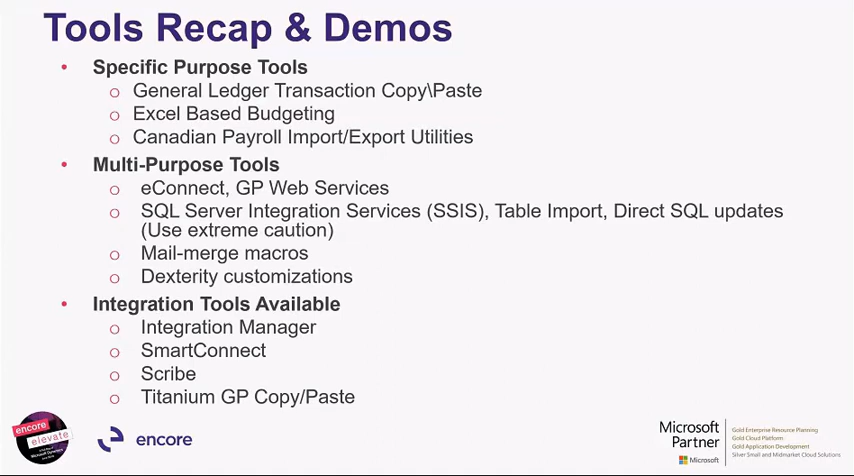 Tools Recap & Demos
• Specific Purpose Tools
o General Ledger Transaction Copy\Paste
o Excel Based Budgeting
o Canadian Payroll Import/Export Utilities
• Multi-Purpose Tools
o eConnect, GP Web Services
o SQL Server Integration Services (SSIS), Table Import, Direct SQL updates
(Use extreme caution)
o Mail-merge macros
o Dexterity customizations
• Integration Tools Available
o Integration Manager
o SmartConnect
o Scribe
o Titanium GP Copy/Paste
encore
elevate
Microsoft Dynamics
encore
Microsoft
Partner
Microsoft
Gold Enterprise Resource Planning
Gold Cloud Platform
Gold Application Development
Silver Small and Midmarket Cloud Solutions